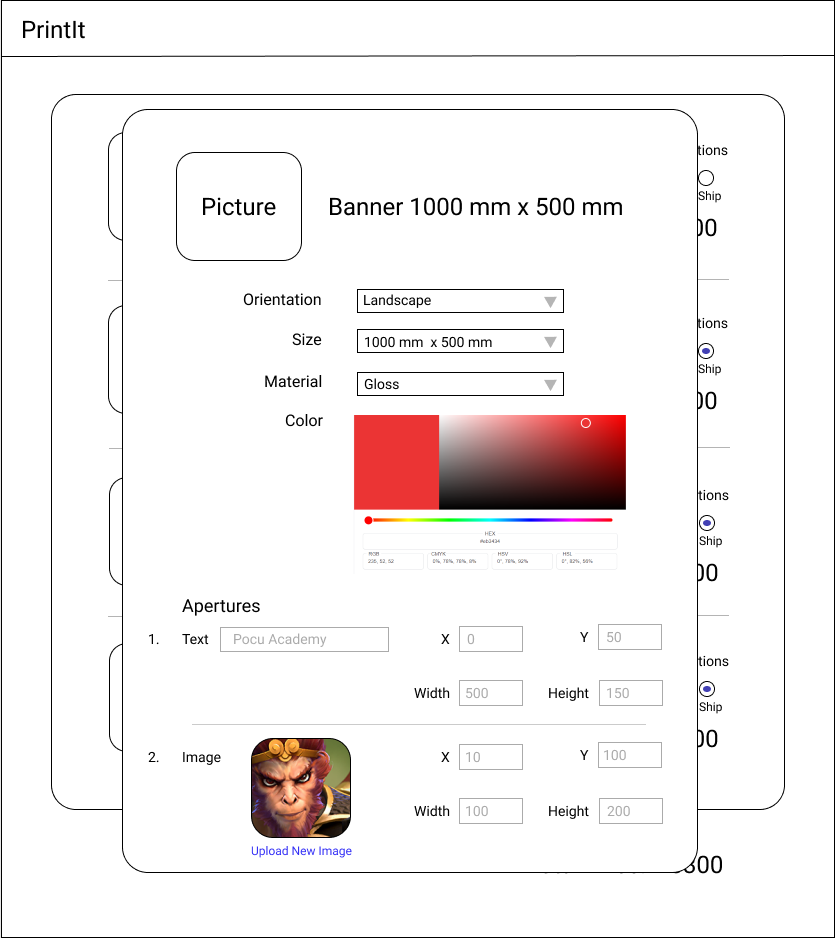 PrintIt
Picture
Banner 1000 mm x 500 mm
tions
Ship
00
Orientation
Landscape
Size
1000 mm x 500 mm
tions
Ship
Material
Gloss
00
Color
HEX
#eb3434
RGB
CMYK
HSV
HSL
235, 52, 52
0%, 78%, 78%, 8%
0°, 78%, 92%
0°, 82%, 56%
tions
Ship
00
Apertures
1. Text Pocu Academy X 0 Y 50
Width 500 Height 150
tions
Ship
00
2. Image X 10 Y 100
Width 100 Height 200
Upload New Image
300